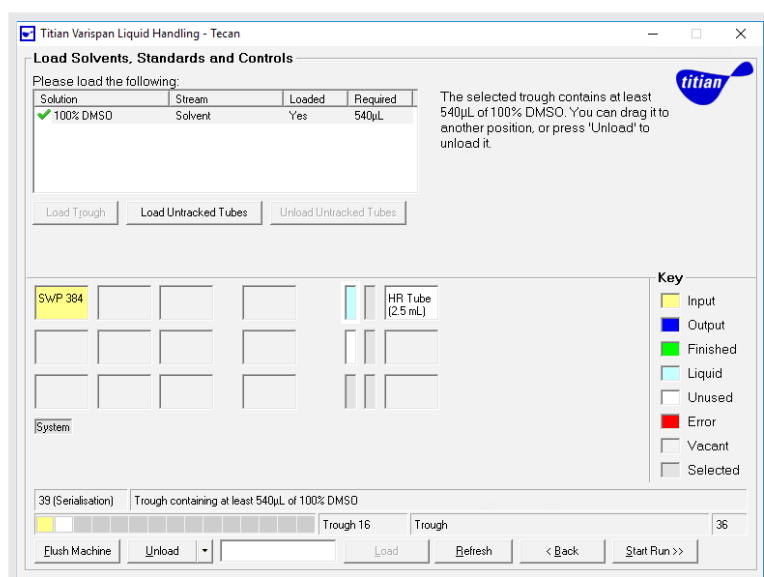 Titian Varispan Liquid Handling - Tecan
Load Solvents, Standards and Controls
Please load the following:
Solution Stream Loaded Required
100% DMSO Solvent Yes 540µL
The selected trough contains at least
540µL of 100% DMSO. You can drag it to
another position, or press 'Unload' to
unload it.
titian
Load Trough Load Untracked Tubes Unload Untracked Tubes
SWP 384
HR Tube
(2.5 mL)
System
Key
Input
Output
Finished
Liquid
Unused
Error
Vacant
Selected
39 (Serialisation) Trough containing at least 540µL of 100% DMSO
Trough 16 Trough 36
Flush Machine Unload Load Refresh < Back Start Run >>